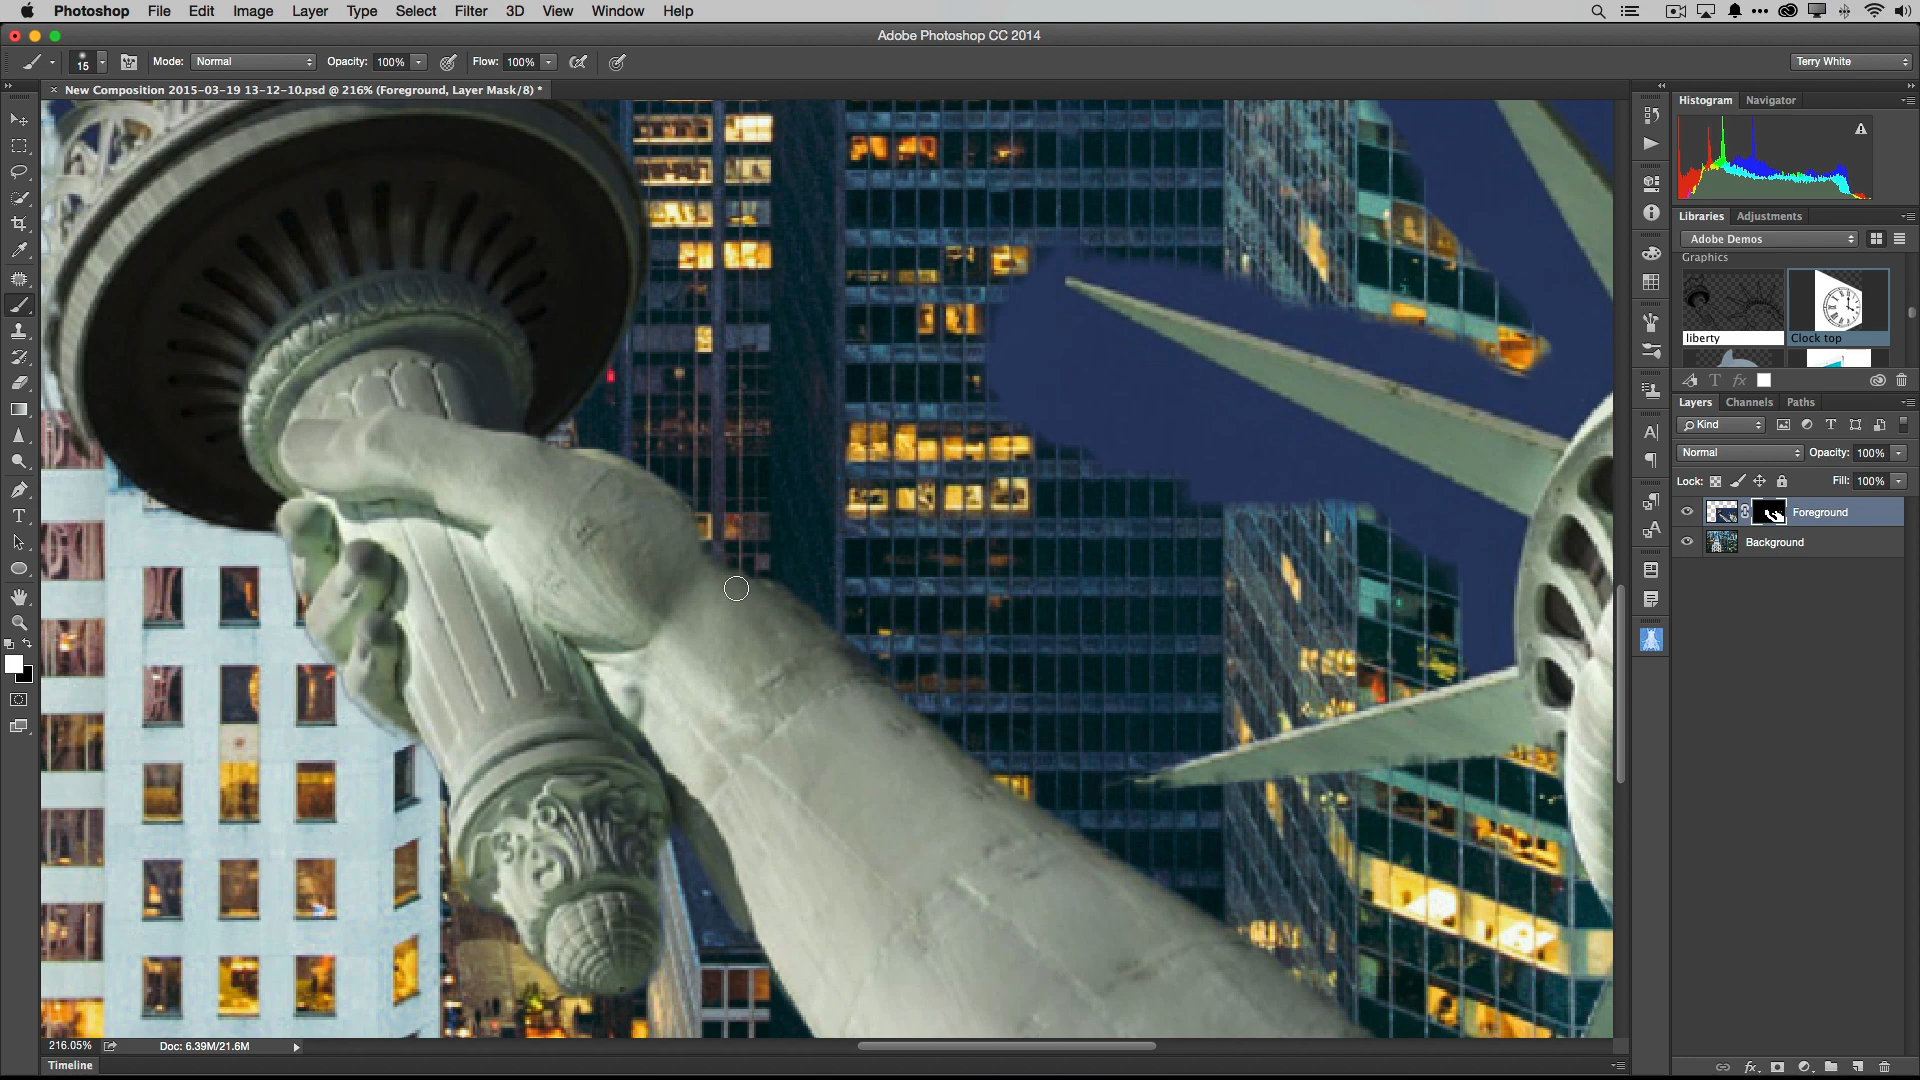 Photoshop File Edit Image Layer Type Select Filter 3D View Window Help
Adobe Photoshop CC 2014
15 Mode: Normal Opacity: 100% Flow: 100% Terry White
× New Composition 2015-03-19 13-12-10.psd @ 216% (Foreground, Layer Mask/8) *
Histogram Navigator
Libraries Adjustments
Adobe Demos
Graphics
liberty Clock top
Layers Channels Paths
Kind
Normal Opacity: 100%
Lock: Fill: 100%
Foreground
Background
216.05% Doc: 6.39M/21.6M
Timeline